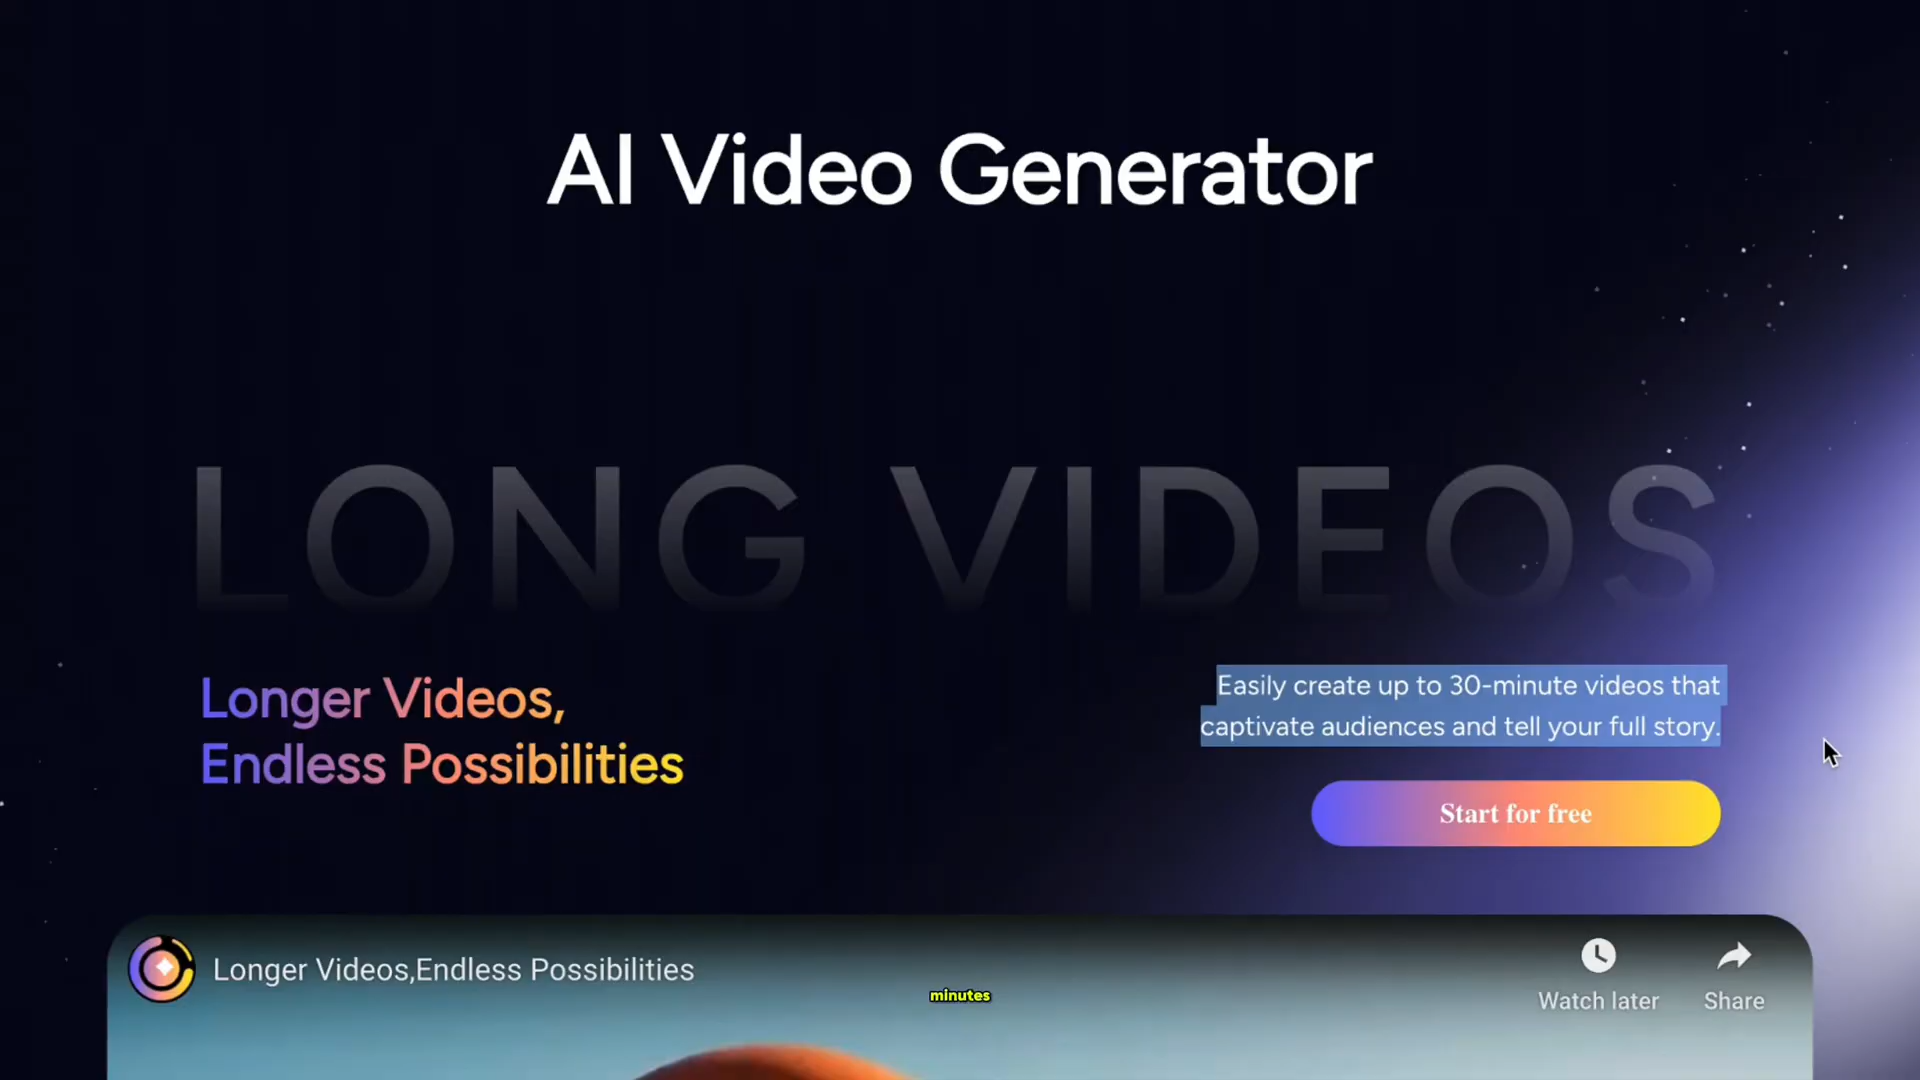 AI Video Generator
LONG VIDEOS
Longer Videos,
Endless Possibilities
Easily create up to 30-minute videos that
captivate audiences and tell your full story.
Start for free
Longer Videos,Endless Possibilities
minutes
Watch later
Share